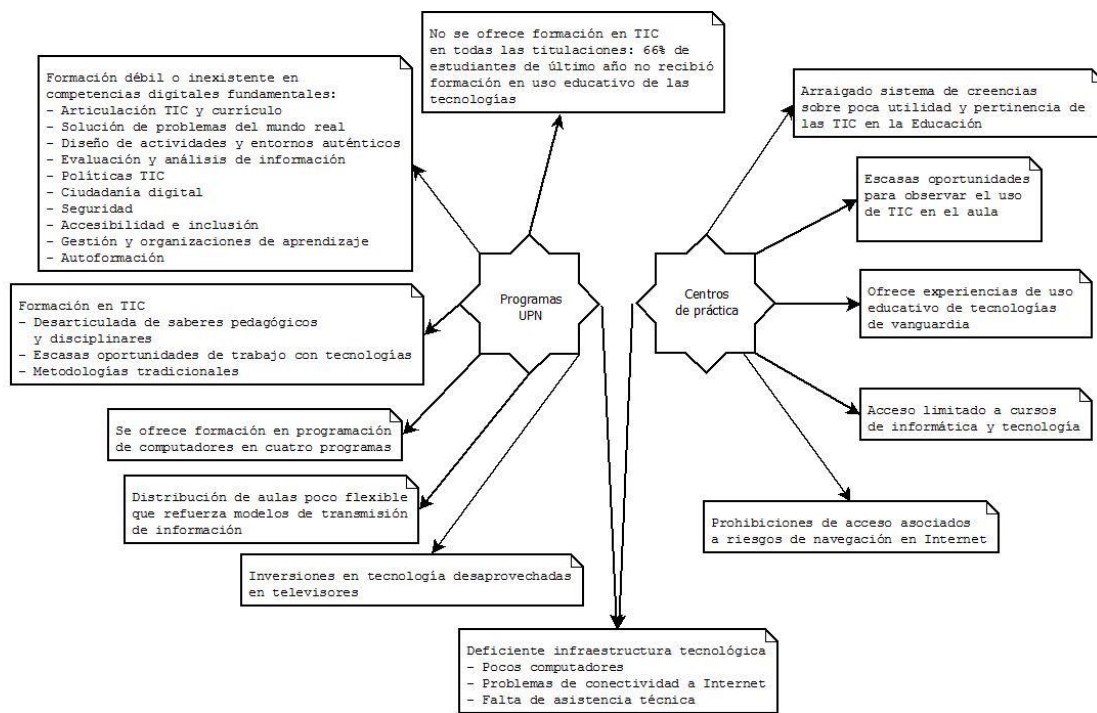 No se ofrece formación en TIC
en todas las titulaciones: 66% de
estudiantes de último año no recibió
formación en uso educativo de las
tecnologías
Formación débil o inexistente en
competencias digitales fundamentales:
- Articulación TIC y currículo
- Solución de problemas del mundo real
- Diseño de actividades y entornos auténticos
- Evaluación y análisis de información
- Políticas TIC
- Ciudadanía digital
- Seguridad
- Accesibilidad e inclusión
- Gestión y organizaciones de aprendizaje
- Autoformación
Arraigado sistema de creencias
sobre poca utilidad y pertinencia de
las TIC en la Educación
Escasas oportunidades
para observar el uso
de TIC en el aula
Programas
UPN
Centros
de práctica
Formación en TIC
- Desarticulada de saberes pedagógicos
y disciplinares
- Escasas oportunidades de trabajo con tecnologías
- Metodologías tradicionales
Ofrece experiencias de uso
educativo de tecnologías
de vanguardia
Se ofrece formación en programación
de computadores en cuatro programas
Acceso limitado a cursos
de informática y tecnología
Distribución de aulas poco flexible
que refuerza modelos de transmisión
de información
Prohibiciones de acceso asociados
a riesgos de navegación en Internet
Inversiones en tecnología desaprovechadas
en televisores
Deficiente infraestructura tecnológica
- Pocos computadores
- Problemas de conectividad a Internet
- Falta de asistencia técnica